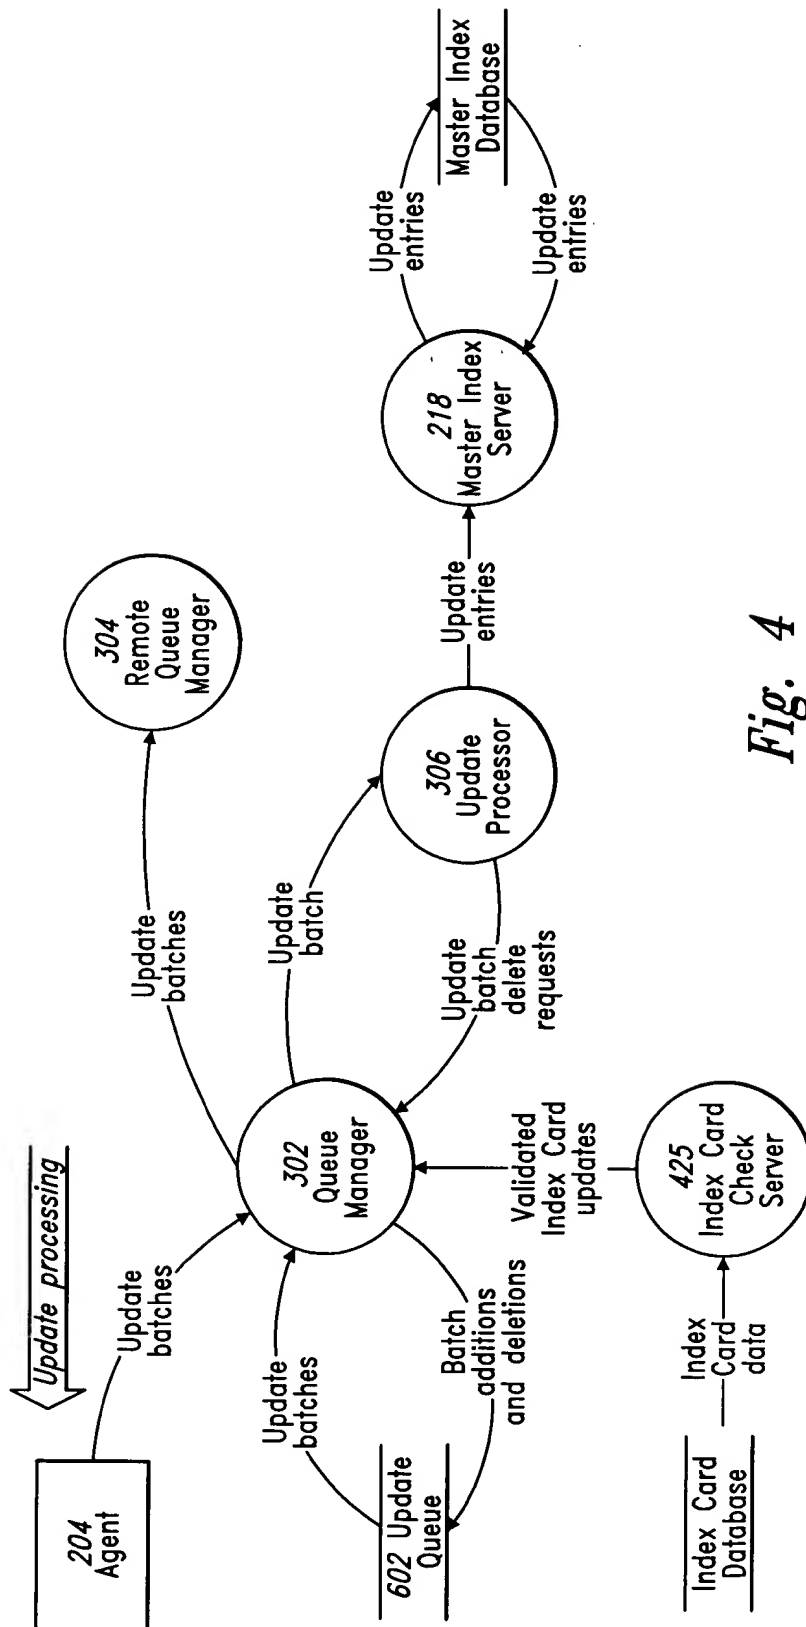 Update processing
204
Agent
Update
batches
304
Remote
Queue
Manager
Update
batches
302
Queue
Manager
Update
batch
Update
batch
delete
requests
306
Update
Processor
Update
entries
218
Master Index
Server
Update
entries
Update
entries
Master Index
Database
602 Update
Queue
Update
batches
Batch
additions
and deletions
Validated
Index Card
updates
425
Index Card
Check
Server
Index
Card
data
Index Card
Database
Fig. 4